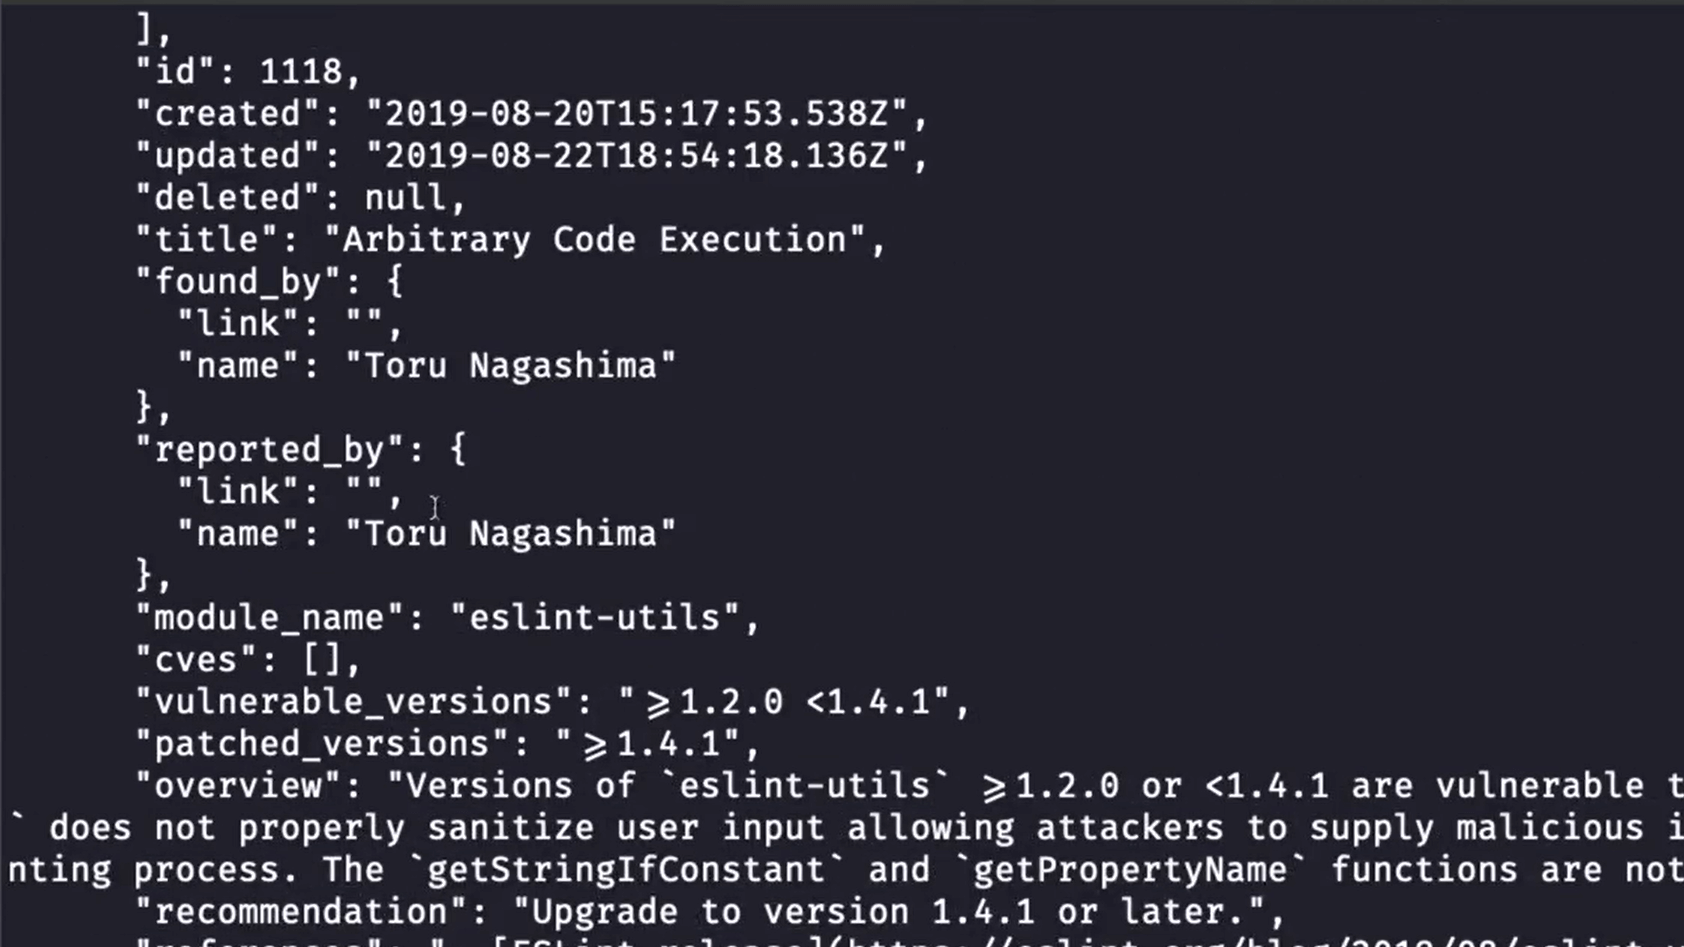 ],
"id": 1118,
"created": "2019-08-20T15:17:53.538Z",
"updated": "2019-08-22T18:54:18.136Z",
"deleted": null,
"title": "Arbitrary Code Execution",
"found_by": {
"link": "",
"name": "Toru Nagashima"
},
"reported_by": {
"link": "",
"name": "Toru Nagashima"
},
"module_name": "eslint-utils",
"cves": [],
"vulnerable_versions": "⩾1.2.0 <1.4.1",
"patched_versions": "⩾1.4.1",
"overview": "Versions of `eslint-utils` ⩾1.2.0 or <1.4.1 are vulnerable t
` does not properly sanitize user input allowing attackers to supply malicious i
nting process. The `getStringIfConstant` and `getPropertyName` functions are not
"recommendation": "Upgrade to version 1.4.1 or later.",